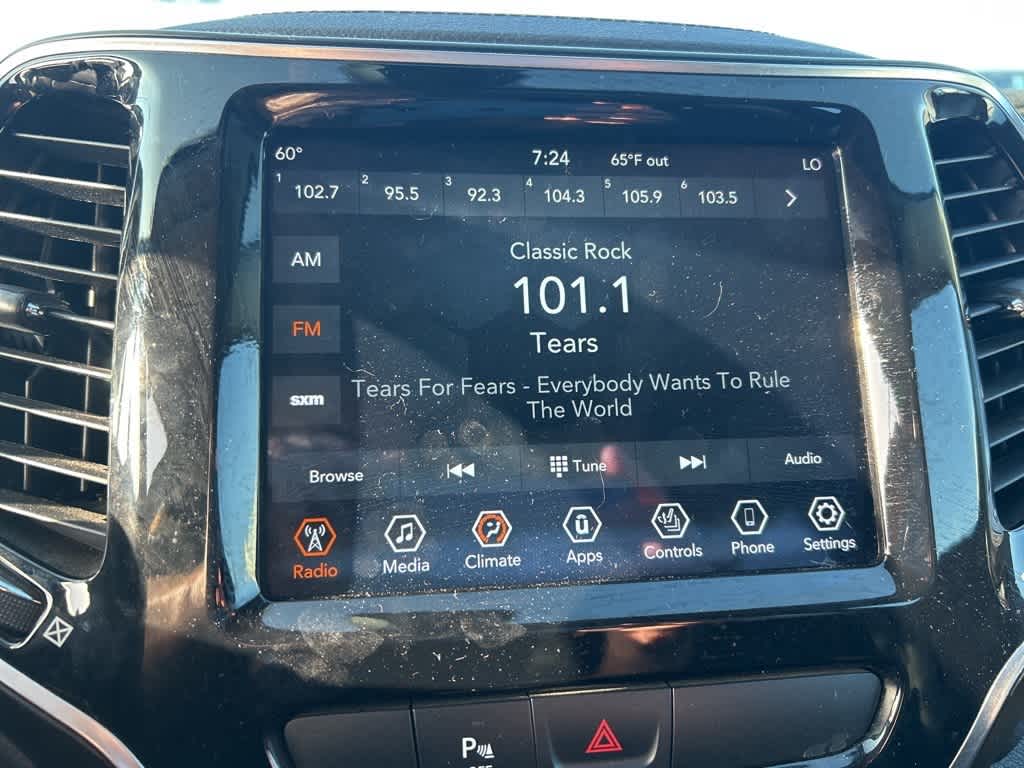 60° 7:24 65°F out LO
1 102.7 2 95.5 3 92.3 4 104.3 5 105.9 6 103.5
Classic Rock
AM
101.1
FM
Tears
sxm
Tears For Fears - Everybody Wants To Rule
The World
Browse Tune Audio
Radio Media Climate Apps Controls Phone Settings
P
OFF